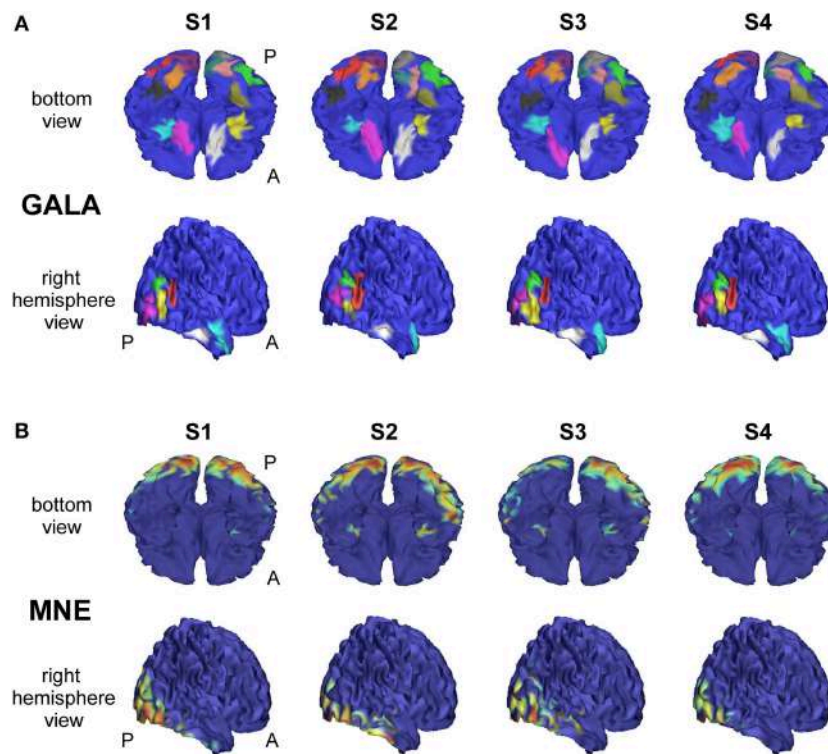 A
S1 S2 S3 S4
P
bottom
view
A
GALA
right
hemisphere
view
P A
B
S1 S2 S3 S4
P
bottom
view
A
MNE
right
hemisphere
view
P A